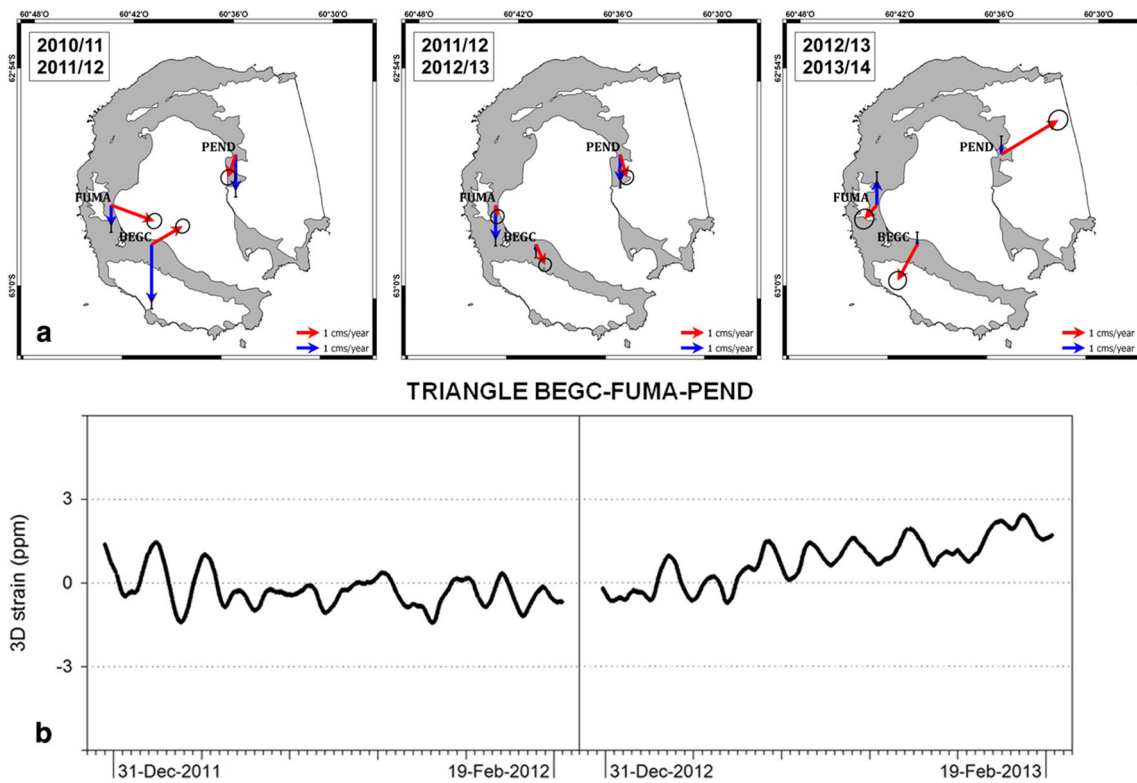 60°48'O 60°42'O 60°36'O 60°30'O 60°48'O 60°42'O 60°36'O 60°30'O 60°48'O 60°42'O 60°36'O 60°30'O
2010/11
2011/12
62°54'S
PEND
FUMA
BEGC
63°0'S
1 cms/year
1 cms/year
2011/12
2012/13
PEND
FUMA
BEGC
1 cms/year
1 cms/year
2012/13
2013/14
62°54'S
PEND
FUMA
BEGC
63°0'S
1 cms/year
1 cms/year
a
TRIANGLE BEGC-FUMA-PEND
3D strain (ppm)
3
0
-3
b
31-Dec-2011 19-Feb-2012 31-Dec-2012 19-Feb-2013